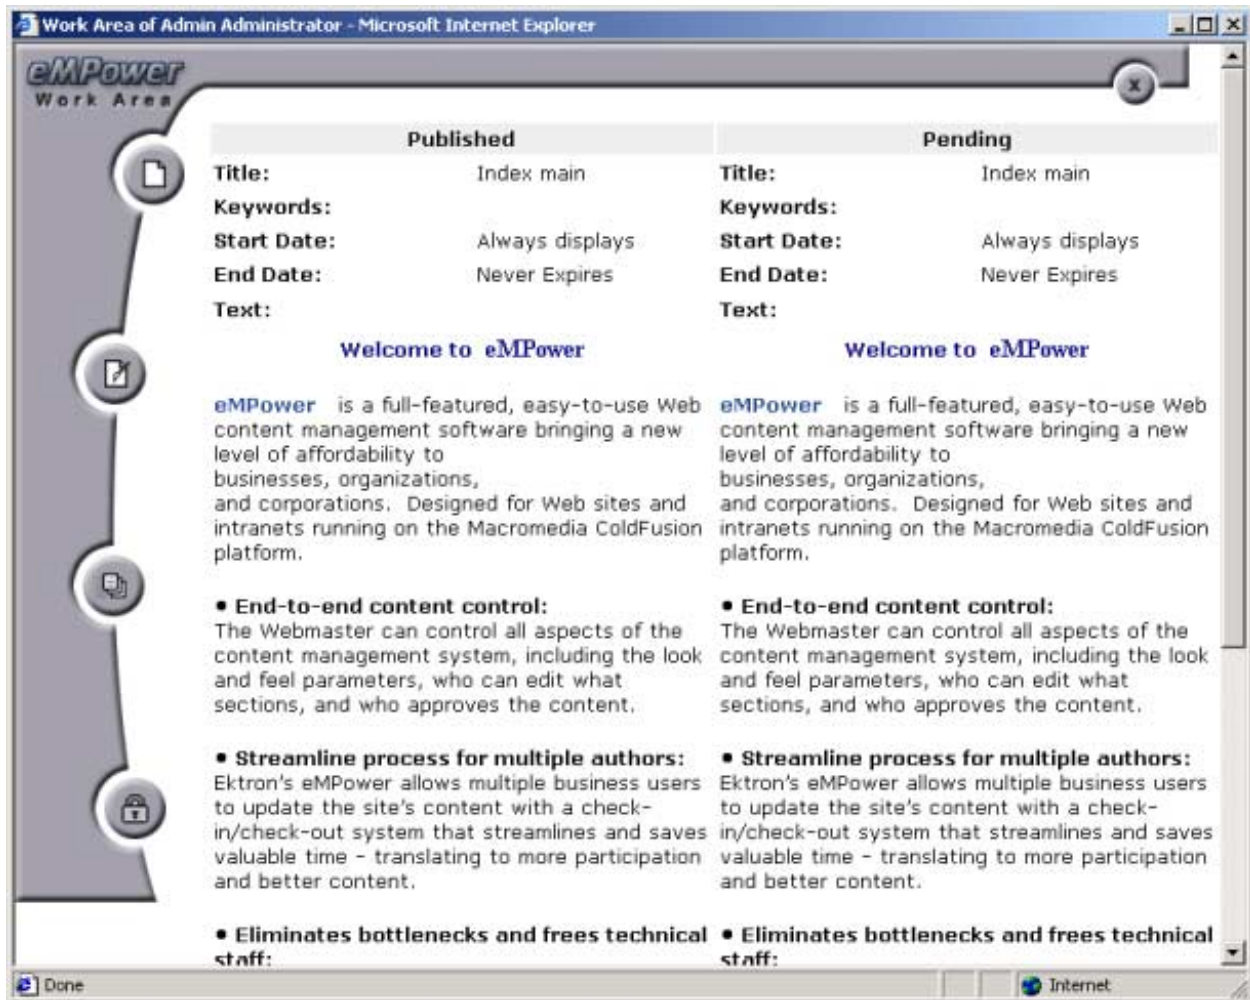 Work Area of Admin Administrator - Microsoft Internet Explorer
eMPower
Work Area
x
Published
Title: Index main
Keywords:
Start Date: Always displays
End Date: Never Expires
Text:
Welcome to eMPower
eMPower is a full-featured, easy-to-use Web
content management software bringing a new
level of affordability to
businesses, organizations,
and corporations. Designed for Web sites and
intranets running on the Macromedia ColdFusion
platform.
• End-to-end content control:
The Webmaster can control all aspects of the
content management system, including the look
and feel parameters, who can edit what
sections, and who approves the content.
• Streamline process for multiple authors:
Ektron's eMPower allows multiple business users
to update the site's content with a check-
in/check-out system that streamlines and saves
valuable time - translating to more participation
and better content.
• Eliminates bottlenecks and frees technical
staff:
Pending
Title: Index main
Keywords:
Start Date: Always displays
End Date: Never Expires
Text:
Welcome to eMPower
eMPower is a full-featured, easy-to-use Web
content management software bringing a new
level of affordability to
businesses, organizations,
and corporations. Designed for Web sites and
intranets running on the Macromedia ColdFusion
platform.
• End-to-end content control:
The Webmaster can control all aspects of the
content management system, including the look
and feel parameters, who can edit what
sections, and who approves the content.
• Streamline process for multiple authors:
Ektron's eMPower allows multiple business users
to update the site's content with a check-
in/check-out system that streamlines and saves
valuable time - translating to more participation
and better content.
• Eliminates bottlenecks and frees technical
staff:
Done
Internet